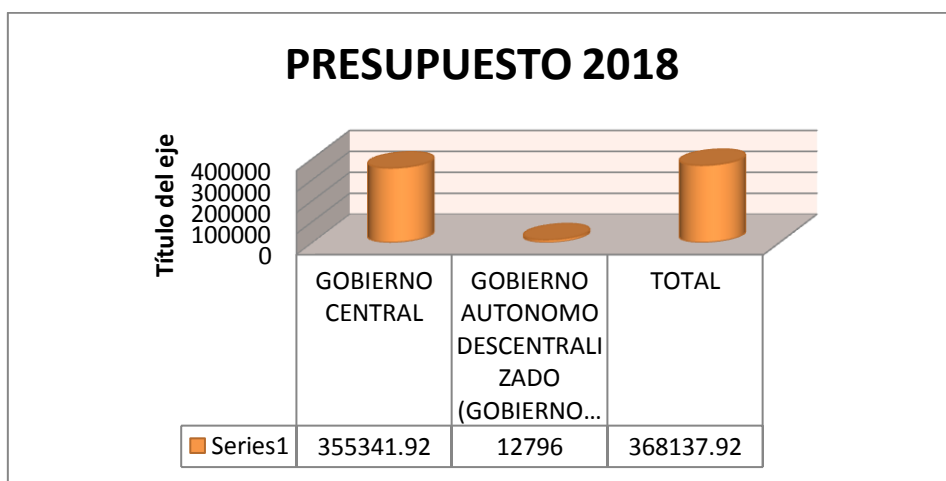 PRESUPUESTO 2018
Título del eje
400000
300000
200000
100000
0
GOBIERNO
CENTRAL
GOBIERNO
AUTONOMO
DESCENTRALI
ZADO
(GOBIERNO...
TOTAL
Series1 355341.92 12796 368137.92